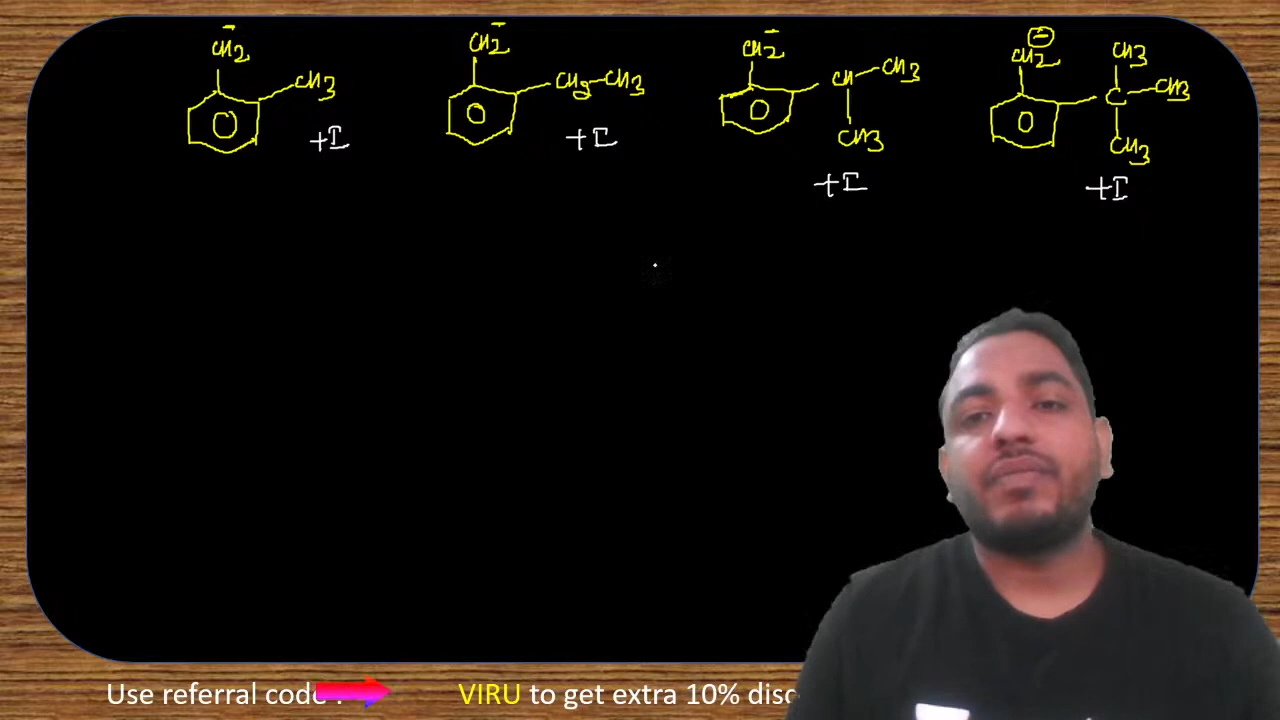 CH2⁻ CH3 +I
CH2⁻ CH2-CH3 +I
CH2⁻ CH CH3 CH3 +I
CH2⊖ CH3 C CH3 CH3 +I
Use referral code :
VIRU to get extra 10% disc